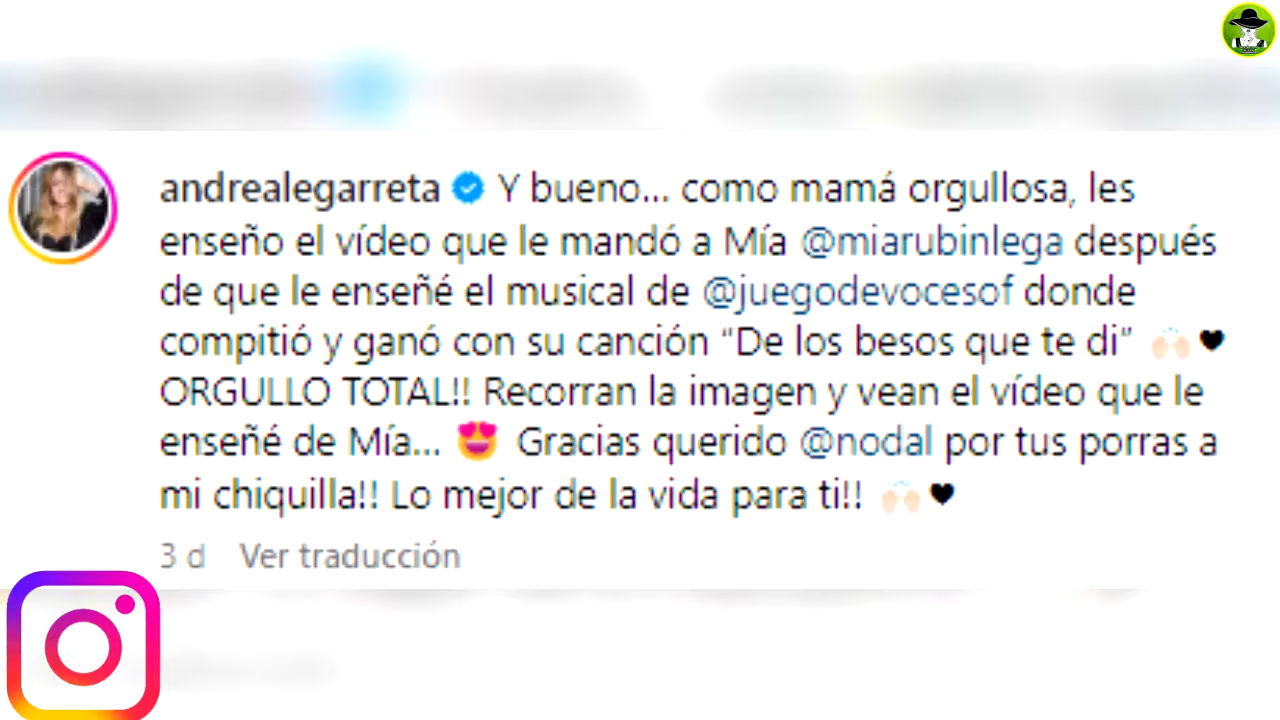 andrealegarreta Y bueno... como mamá orgullosa, les
enseño el vídeo que le mandó a Mía @miarubinlega después
de que le enseñé el musical de @juegodevocesof donde
compitió y ganó con su canción “De los besos que te di” 🙌🏻🖤
ORGULLO TOTAL!! Recorran la imagen y vean el vídeo que le
enseñé de Mía... 😍 Gracias querido @nodal por tus porras a
mi chiquilla!! Lo mejor de la vida para ti!! 🙌🏻🖤
3 d Ver traducción